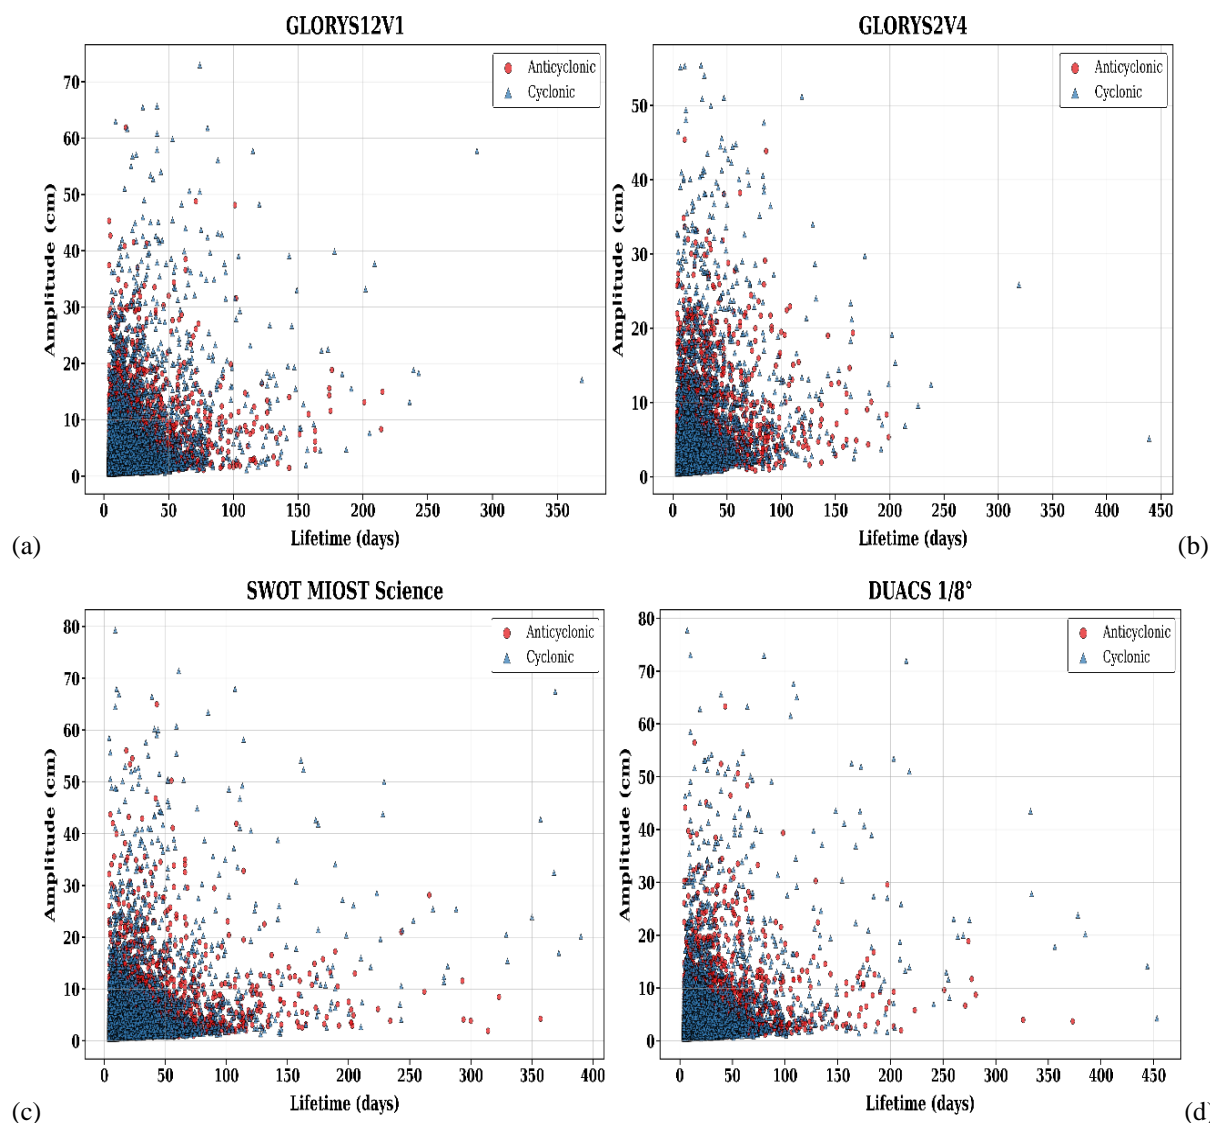 GLORYS12V1
Anticyclonic
Cyclonic
Amplitude (cm)
70
60
50
40
30
20
10
0
0 50 100 150 200 250 300 350
Lifetime (days)
(a)
GLORYS2V4
Anticyclonic
Cyclonic
Amplitude (cm)
50
40
30
20
10
0
0 50 100 150 200 250 300 350 400 450
Lifetime (days)
(b)
SWOT MIOST Science
Anticyclonic
Cyclonic
Amplitude (cm)
80
70
60
50
40
30
20
10
0
0 50 100 150 200 250 300 350 400
Lifetime (days)
(c)
DUACS 1/8°
Anticyclonic
Cyclonic
Amplitude (cm)
80
70
60
50
40
30
20
10
0
0 50 100 150 200 250 300 350 400 450
Lifetime (days)
(d)